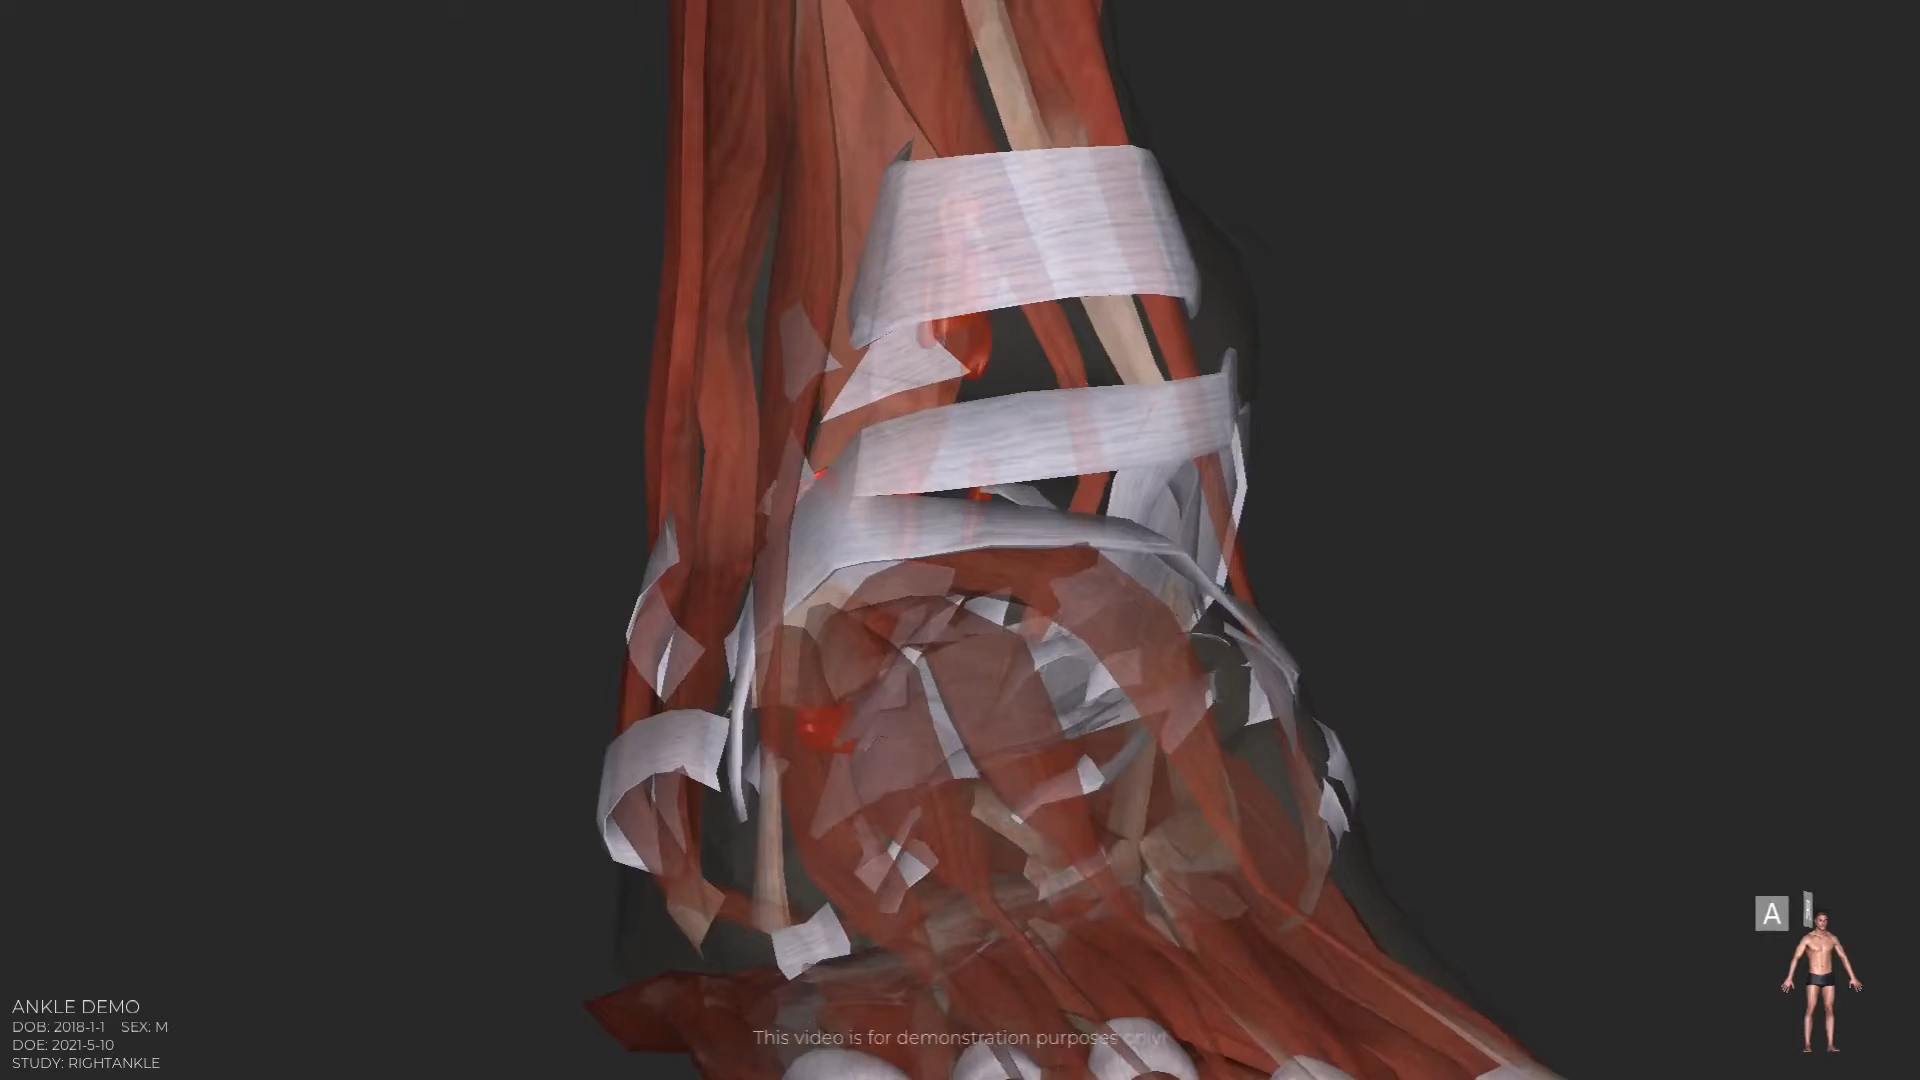 A
ANKLE DEMO
DOB: 2018-1-1 SEX: M
DOE: 2021-5-10
STUDY: RIGHTANKLE
This video is for demonstration purposes only!